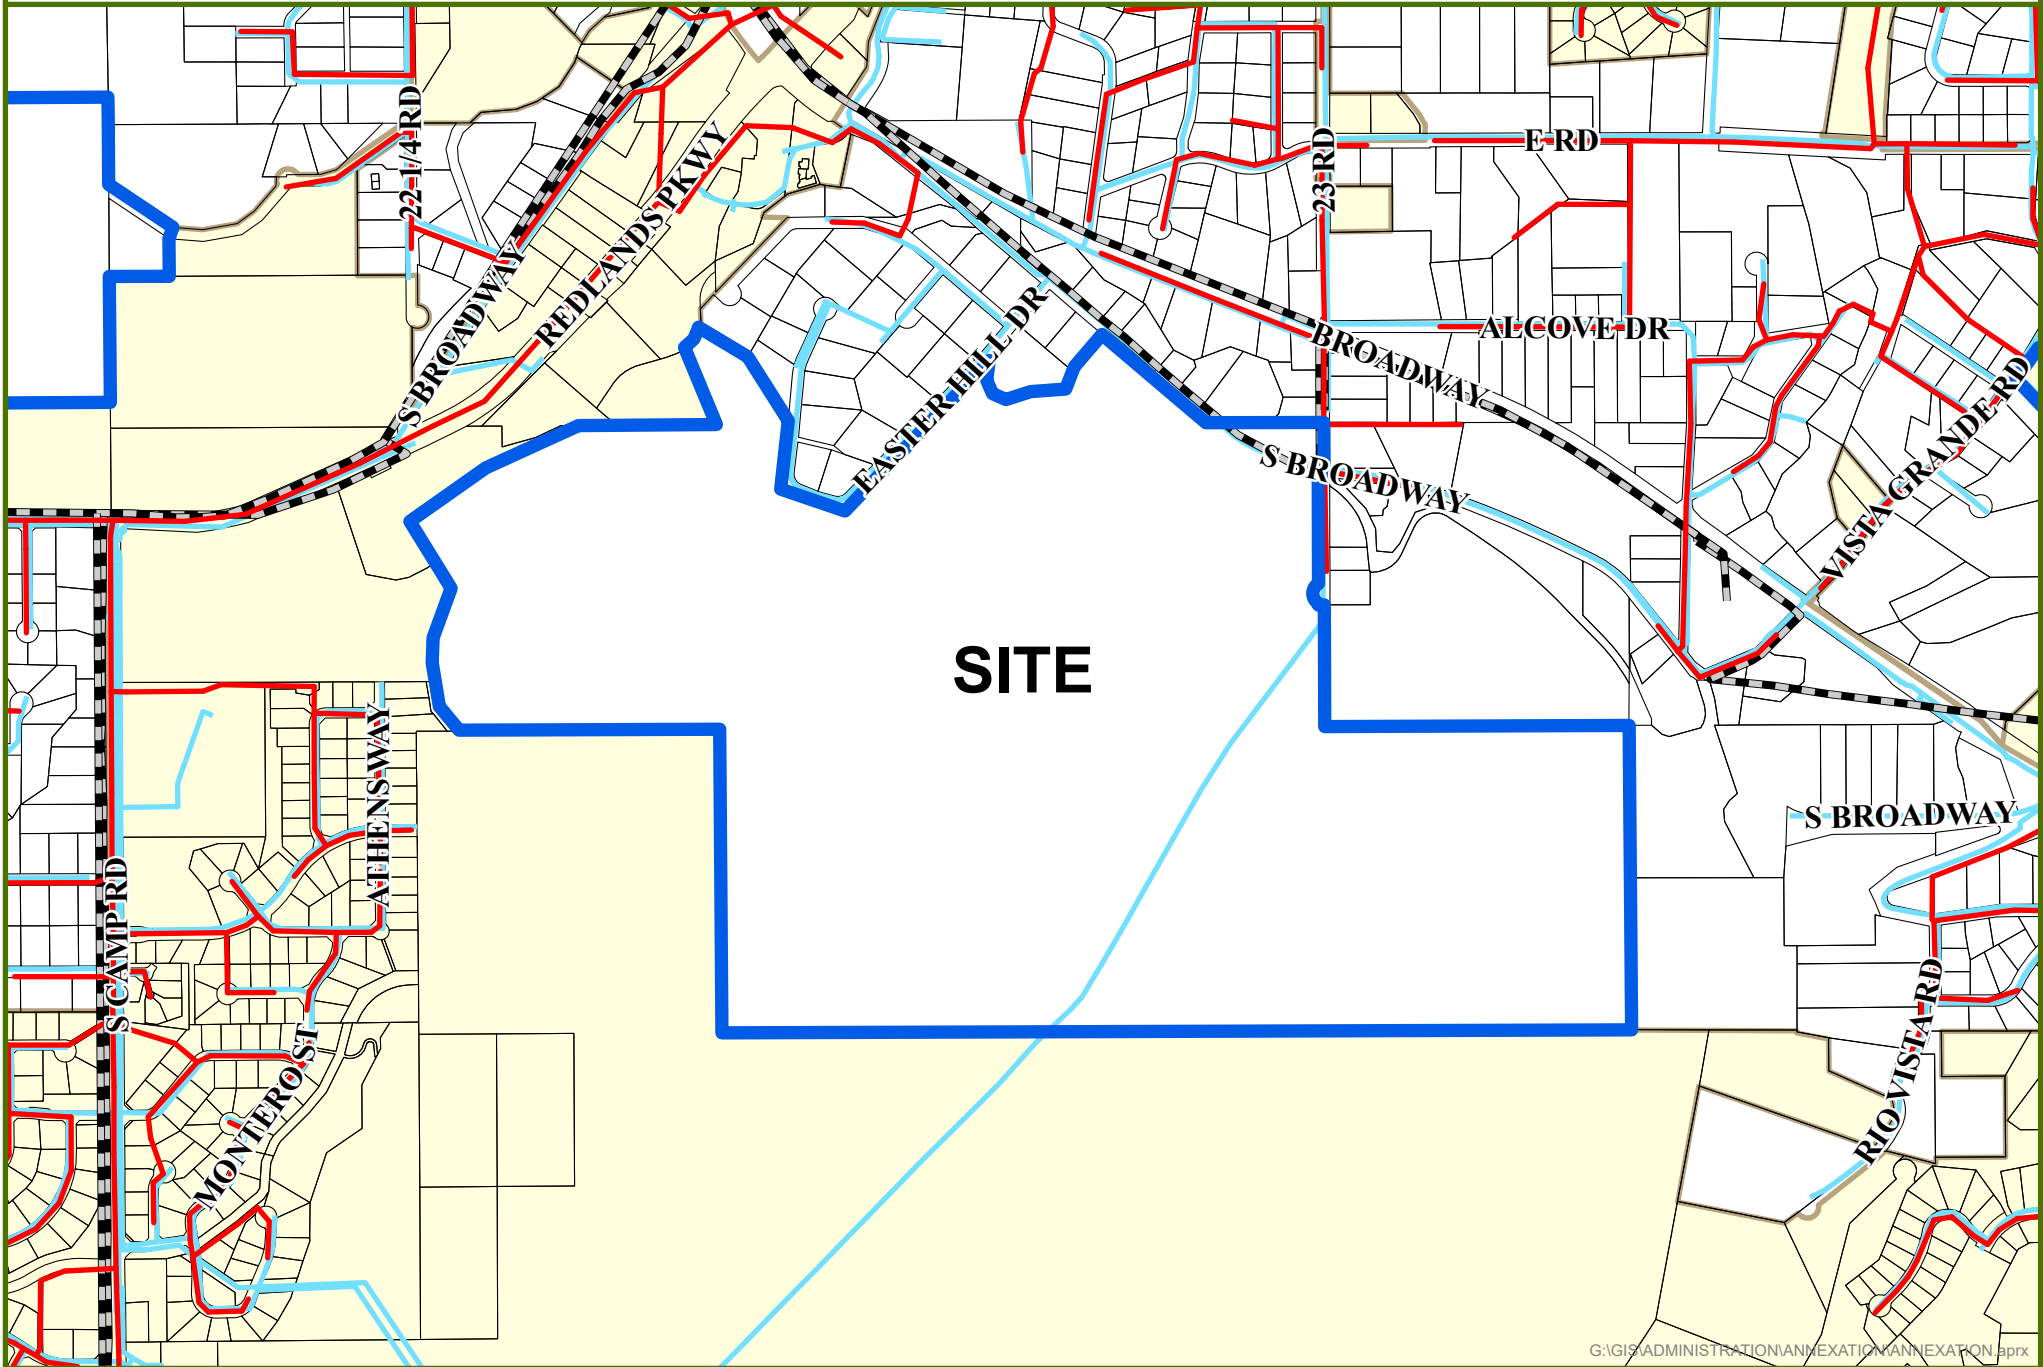 22 1/4 RD
23 RD
E RD
REDLANDS PKWY
S BROADWAY
EASTER HILL DR
BROADWAY
ALCOVE DR
S BROADWAY
VISTA GRANDE RD
SITE
ATHENS WAY
S BROADWAY
S CAMP RD
MONTERO ST
RIO VISTA RD
G:\GIS\ADMINISTRATION\ANNEXATION\ANNEXATION.aprx